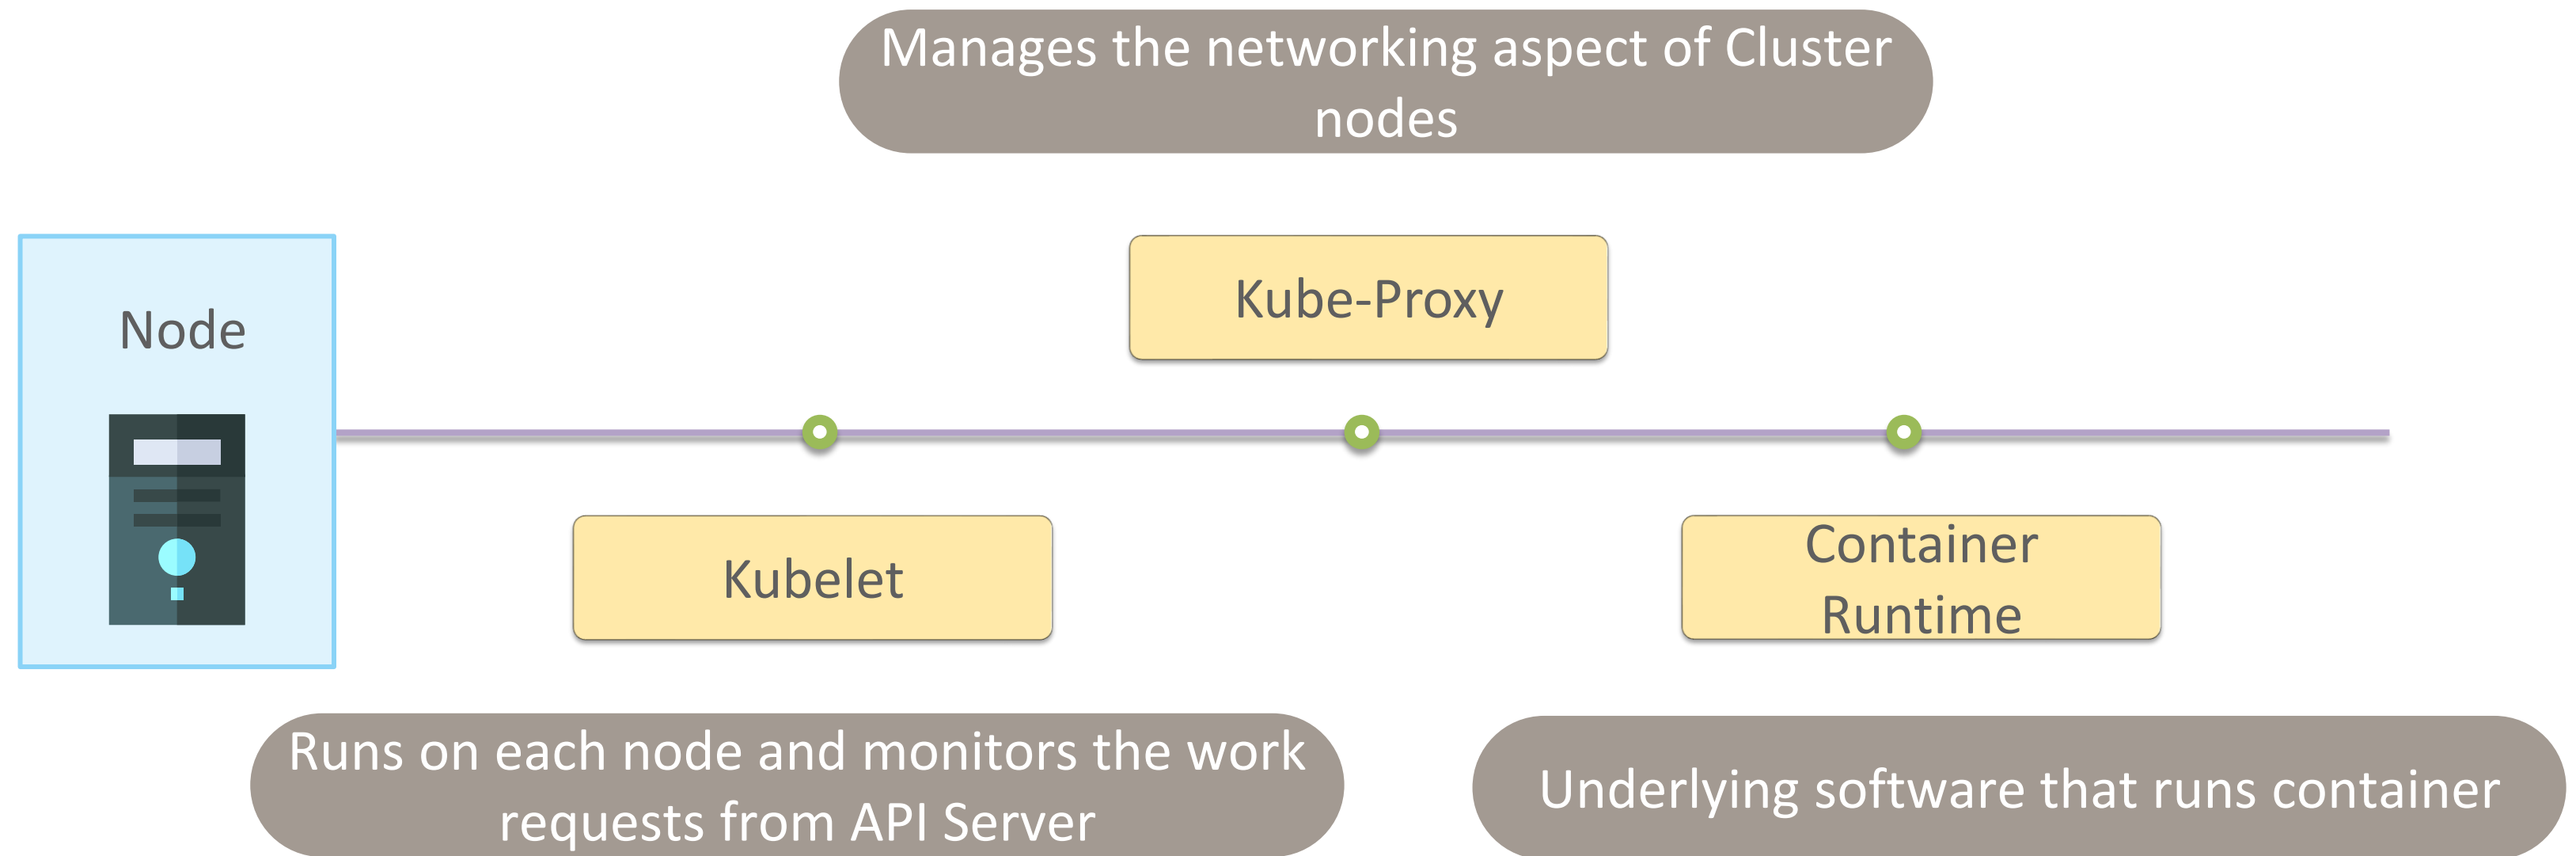 Manages the networking aspect of Cluster
nodes
Node
Kube-Proxy
Kubelet
Container
Runtime
Runs on each node and monitors the work
requests from API Server
Underlying software that runs container